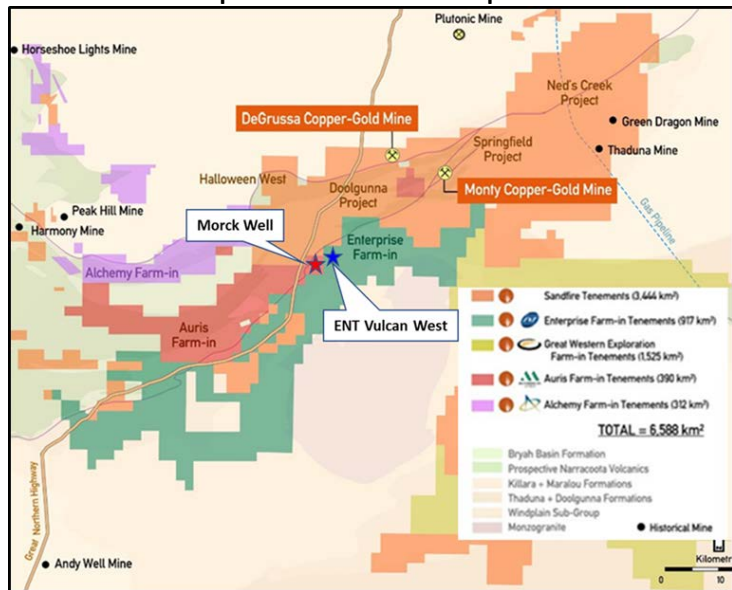 Plutonic Mine
Horseshoe Lights Mine
Ned's Creek
Project
DeGrussa Copper-Gold Mine
Green Dragon Mine
Springfield
Project
Thaduna Mine
Halloween West
Doolgunna
Project
Monty Copper-Gold Mine
Peak Hill Mine
Morck Well
Harmony Mine
Gas Pipeline
Enterprise
Farm-in
Alchemy Farm-in
ENT Vulcan West
Auris
Farm-in
Sandfire Tenements (3,444 km²)
Enterprise Farm-in Tenements (917 km²)
Great Western Exploration
Farm-in Tenements (1,525 km²)
Auris Farm-in Tenements (390 km²)
Alchemy Farm-in Tenements (312 km²)
TOTAL = 6,588 km²
Bryah Basin Formation
Prospective Narracoota Volcanics
Killara + Maralou Formations
Thaduna + Doolgunna Formations
Windplain Sub-Group
Monzogranite
Historical Mine
Great Northern Highway
Andy Well Mine
Kilometr
0 10